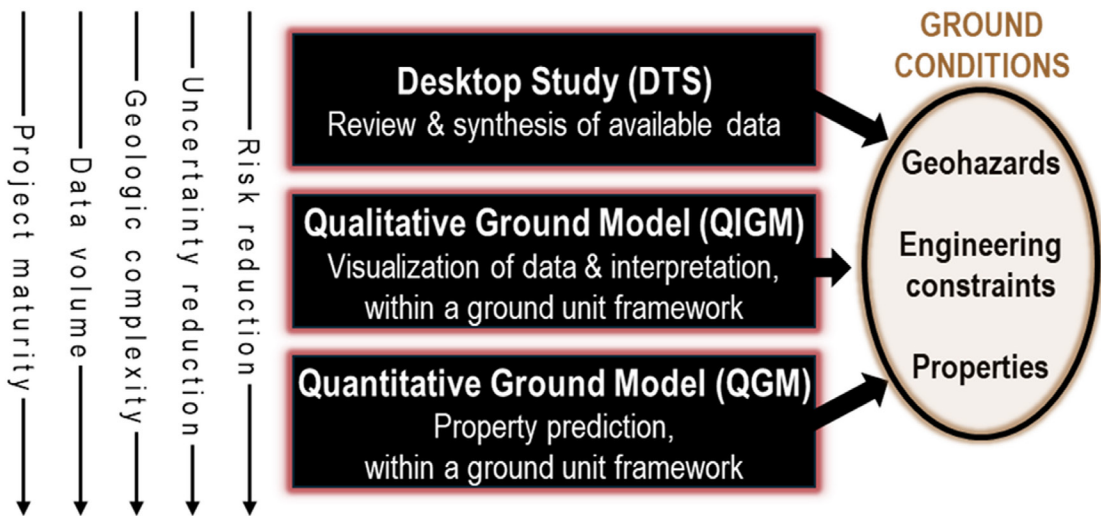 Project maturity
Data volume
Geologic complexity
Uncertainty reduction
Risk reduction
Desktop Study (DTS)
Review & synthesis of available data
Qualitative Ground Model (QIGM)
Visualization of data & interpretation,
within a ground unit framework
Quantitative Ground Model (QGM)
Property prediction,
within a ground unit framework
GROUND
CONDITIONS
Geohazards
Engineering
constraints
Properties